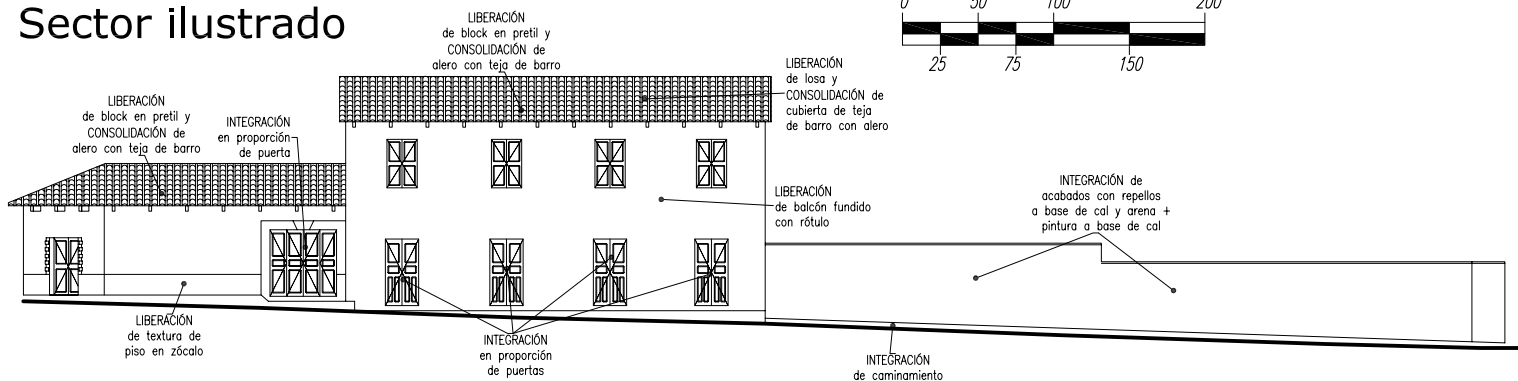 Sector ilustrado
0 50 100 200
25 75 150
LIBERACIÓN
de block en pretil y
CONSOLIDACIÓN de
alero con teja de barro
LIBERACIÓN
de losa y
CONSOLIDACIÓN de
cubierta de teja
de barro con alero
LIBERACIÓN
de block en pretil y
CONSOLIDACIÓN de
alero con teja de barro
INTEGRACIÓN
en proporción
de puerta
LIBERACIÓN
de balcón fundido
con rótulo
INTEGRACIÓN de
acabados con repellos
a base de cal y arena +
pintura a base de cal
LIBERACIÓN
de textura de
piso en zócalo
INTEGRACIÓN
en proporción
de puertas
INTEGRACIÓN
de caminamiento